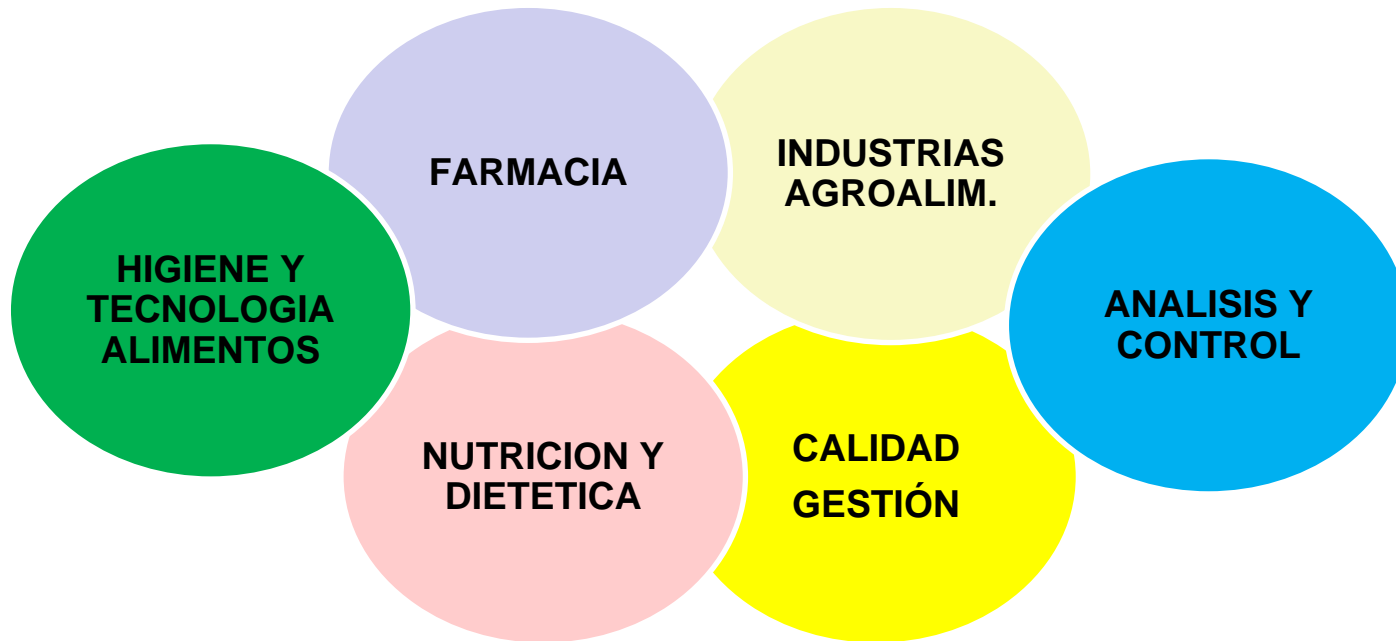 FARMACIA
INDUSTRIAS
AGROALIM.
HIGIENE Y
TECNOLOGIA
ALIMENTOS
ANALISIS Y
CONTROL
NUTRICION Y
DIETETICA
CALIDAD
GESTIÓN